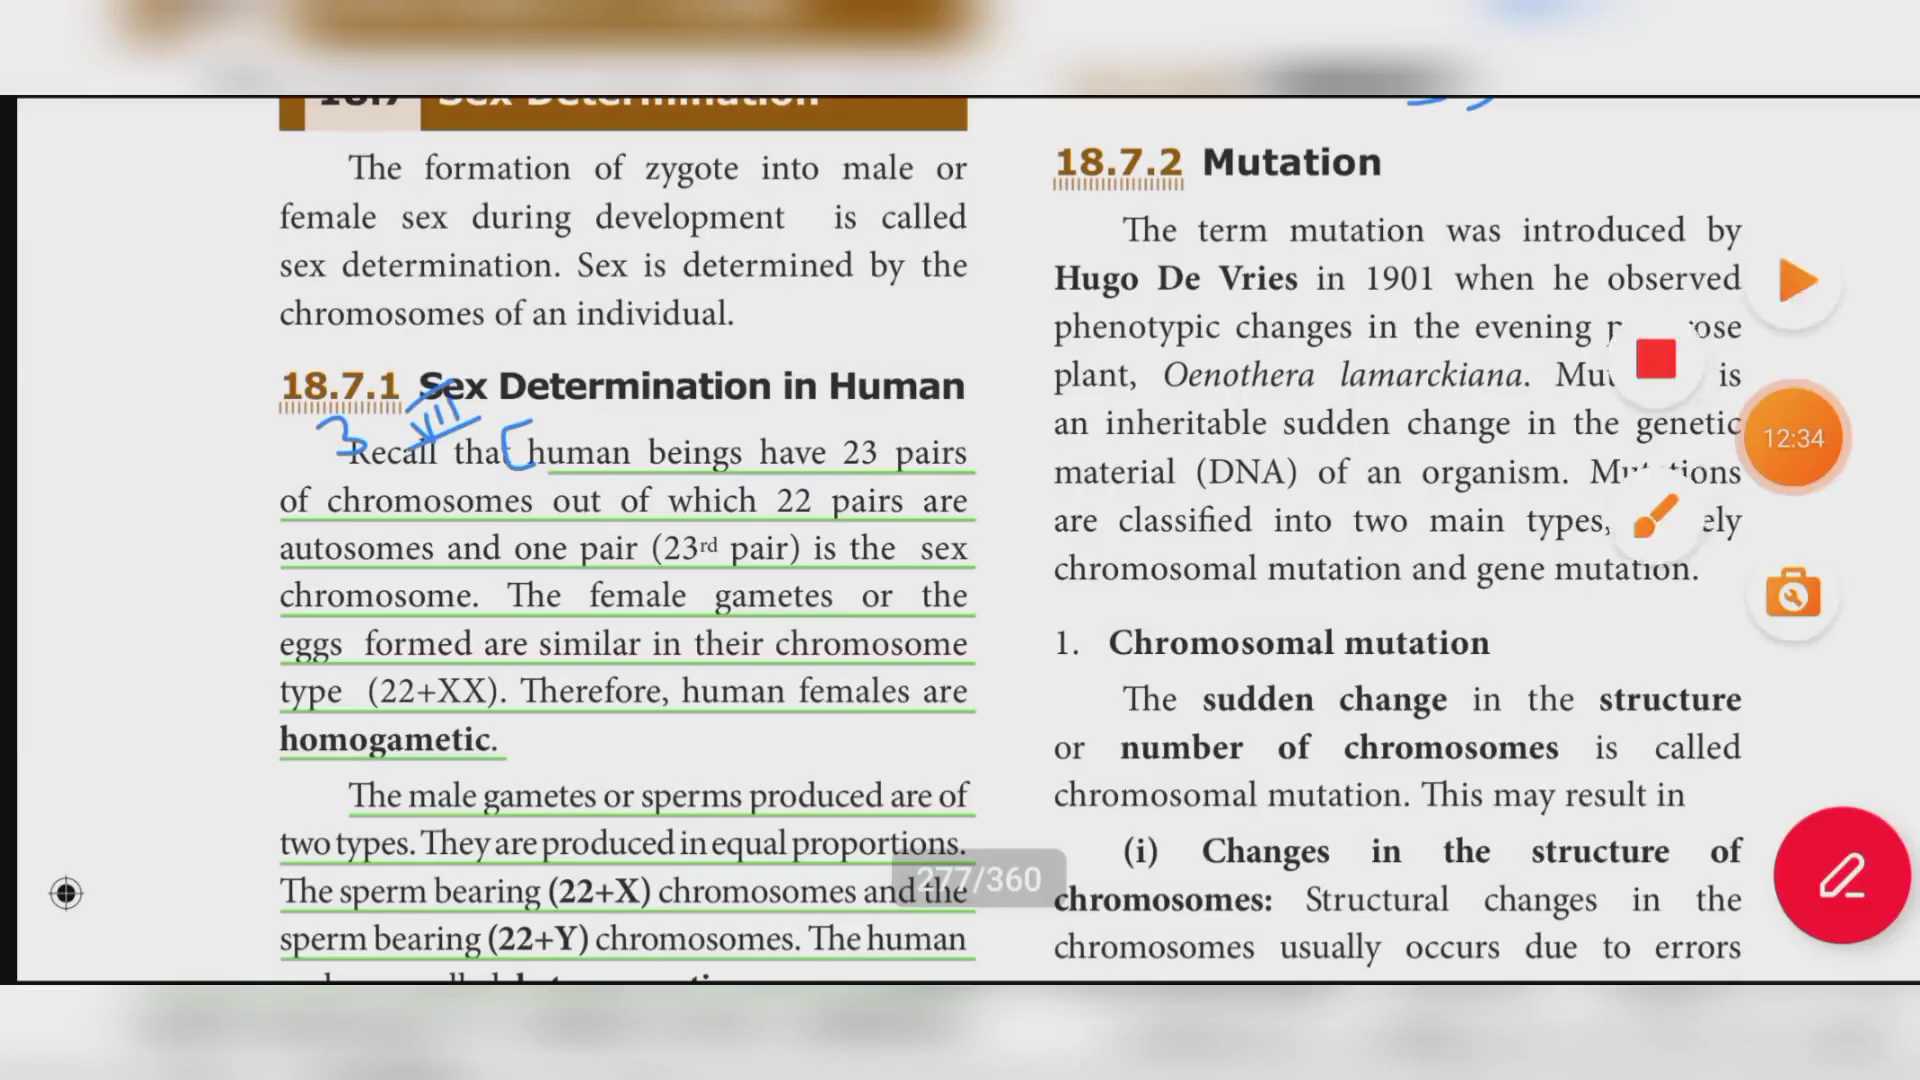 18.7 Sex Determination
The formation of zygote into male or
female sex during development is called
sex determination. Sex is determined by the
chromosomes of an individual.
18.7.1 Sex Determination in Human
3 VII
Recall that human beings have 23 pairs
of chromosomes out of which 22 pairs are
autosomes and one pair (23rd pair) is the sex
chromosome. The female gametes or the
eggs formed are similar in their chromosome
type (22+XX). Therefore, human females are
homogametic.
The male gametes or sperms produced are of
two types. They are produced in equal proportions.
The sperm bearing (22+X) chromosomes and the
sperm bearing (22+Y) chromosomes. The human
18.7.2 Mutation
The term mutation was introduced by
Hugo De Vries in 1901 when he observed
phenotypic changes in the evening
plant, Oenothera lamarckiana. is
an inheritable sudden change in the genetic
material (DNA) of an organism.
are classified into two main types,
chromosomal mutation and gene mutation.
1. Chromosomal mutation
The sudden change in the structure
or number of chromosomes is called
chromosomal mutation. This may result in
(i) Changes in the structure of
chromosomes: Structural changes in the
chromosomes usually occurs due to errors
277/360
12:34